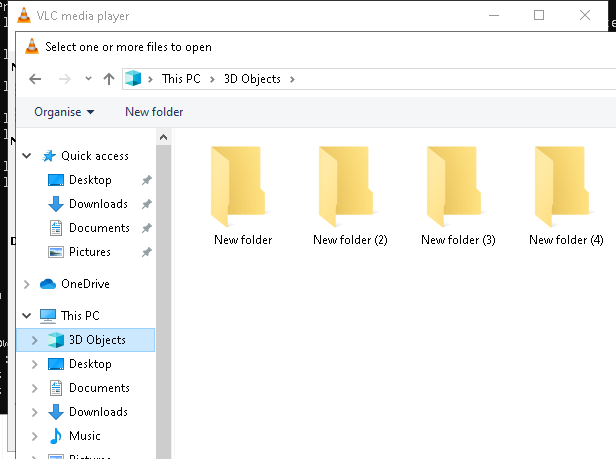 VLC media player
Select one or more files to open
This PC > 3D Objects >
Organise New folder
Quick access
Desktop
Downloads
Documents
Pictures
OneDrive
This PC
3D Objects
Desktop
Documents
Downloads
Music
Pictures
New folder
New folder (2)
New folder (3)
New folder (4)